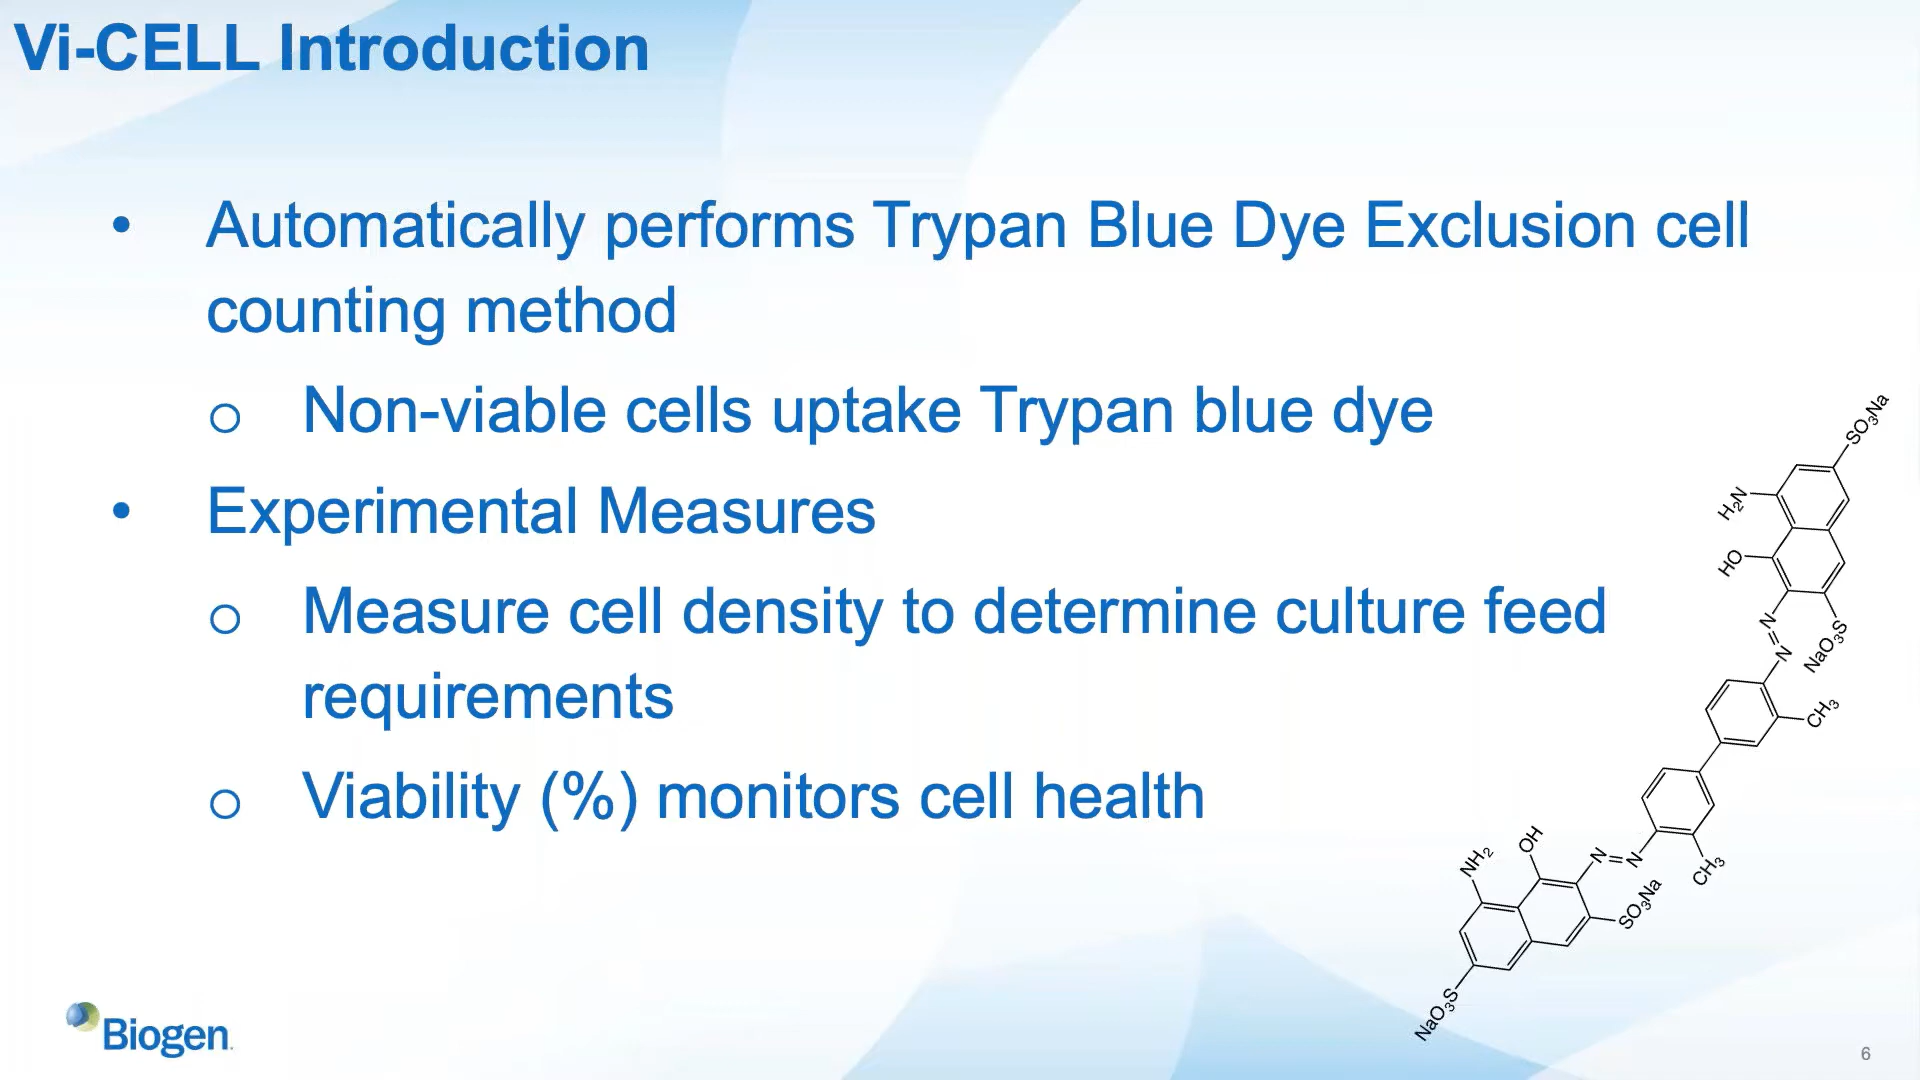 Vi-CELL Introduction
• Automatically performs Trypan Blue Dye Exclusion cell
counting method
o Non-viable cells uptake Trypan blue dye
• Experimental Measures
o Measure cell density to determine culture feed
requirements
o Viability (%) monitors cell health
SO₃Na
H₂N
HO
N
N
NaO₃S
CH₃
NH₂
OH
N
N
CH₃
SO₃Na
NaO₃S
Biogen.
6